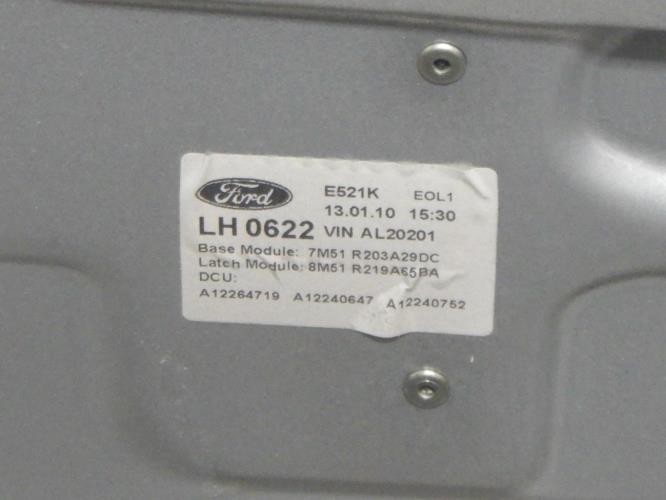 Ford E521K EOL1
13.01.10 15:30
LH 0622 VIN AL20201
Base Module: 7M51 R203A29DC
Latch Module: 8M51 R219A65BA
DCU:
A12264719 A12240647 A12240752